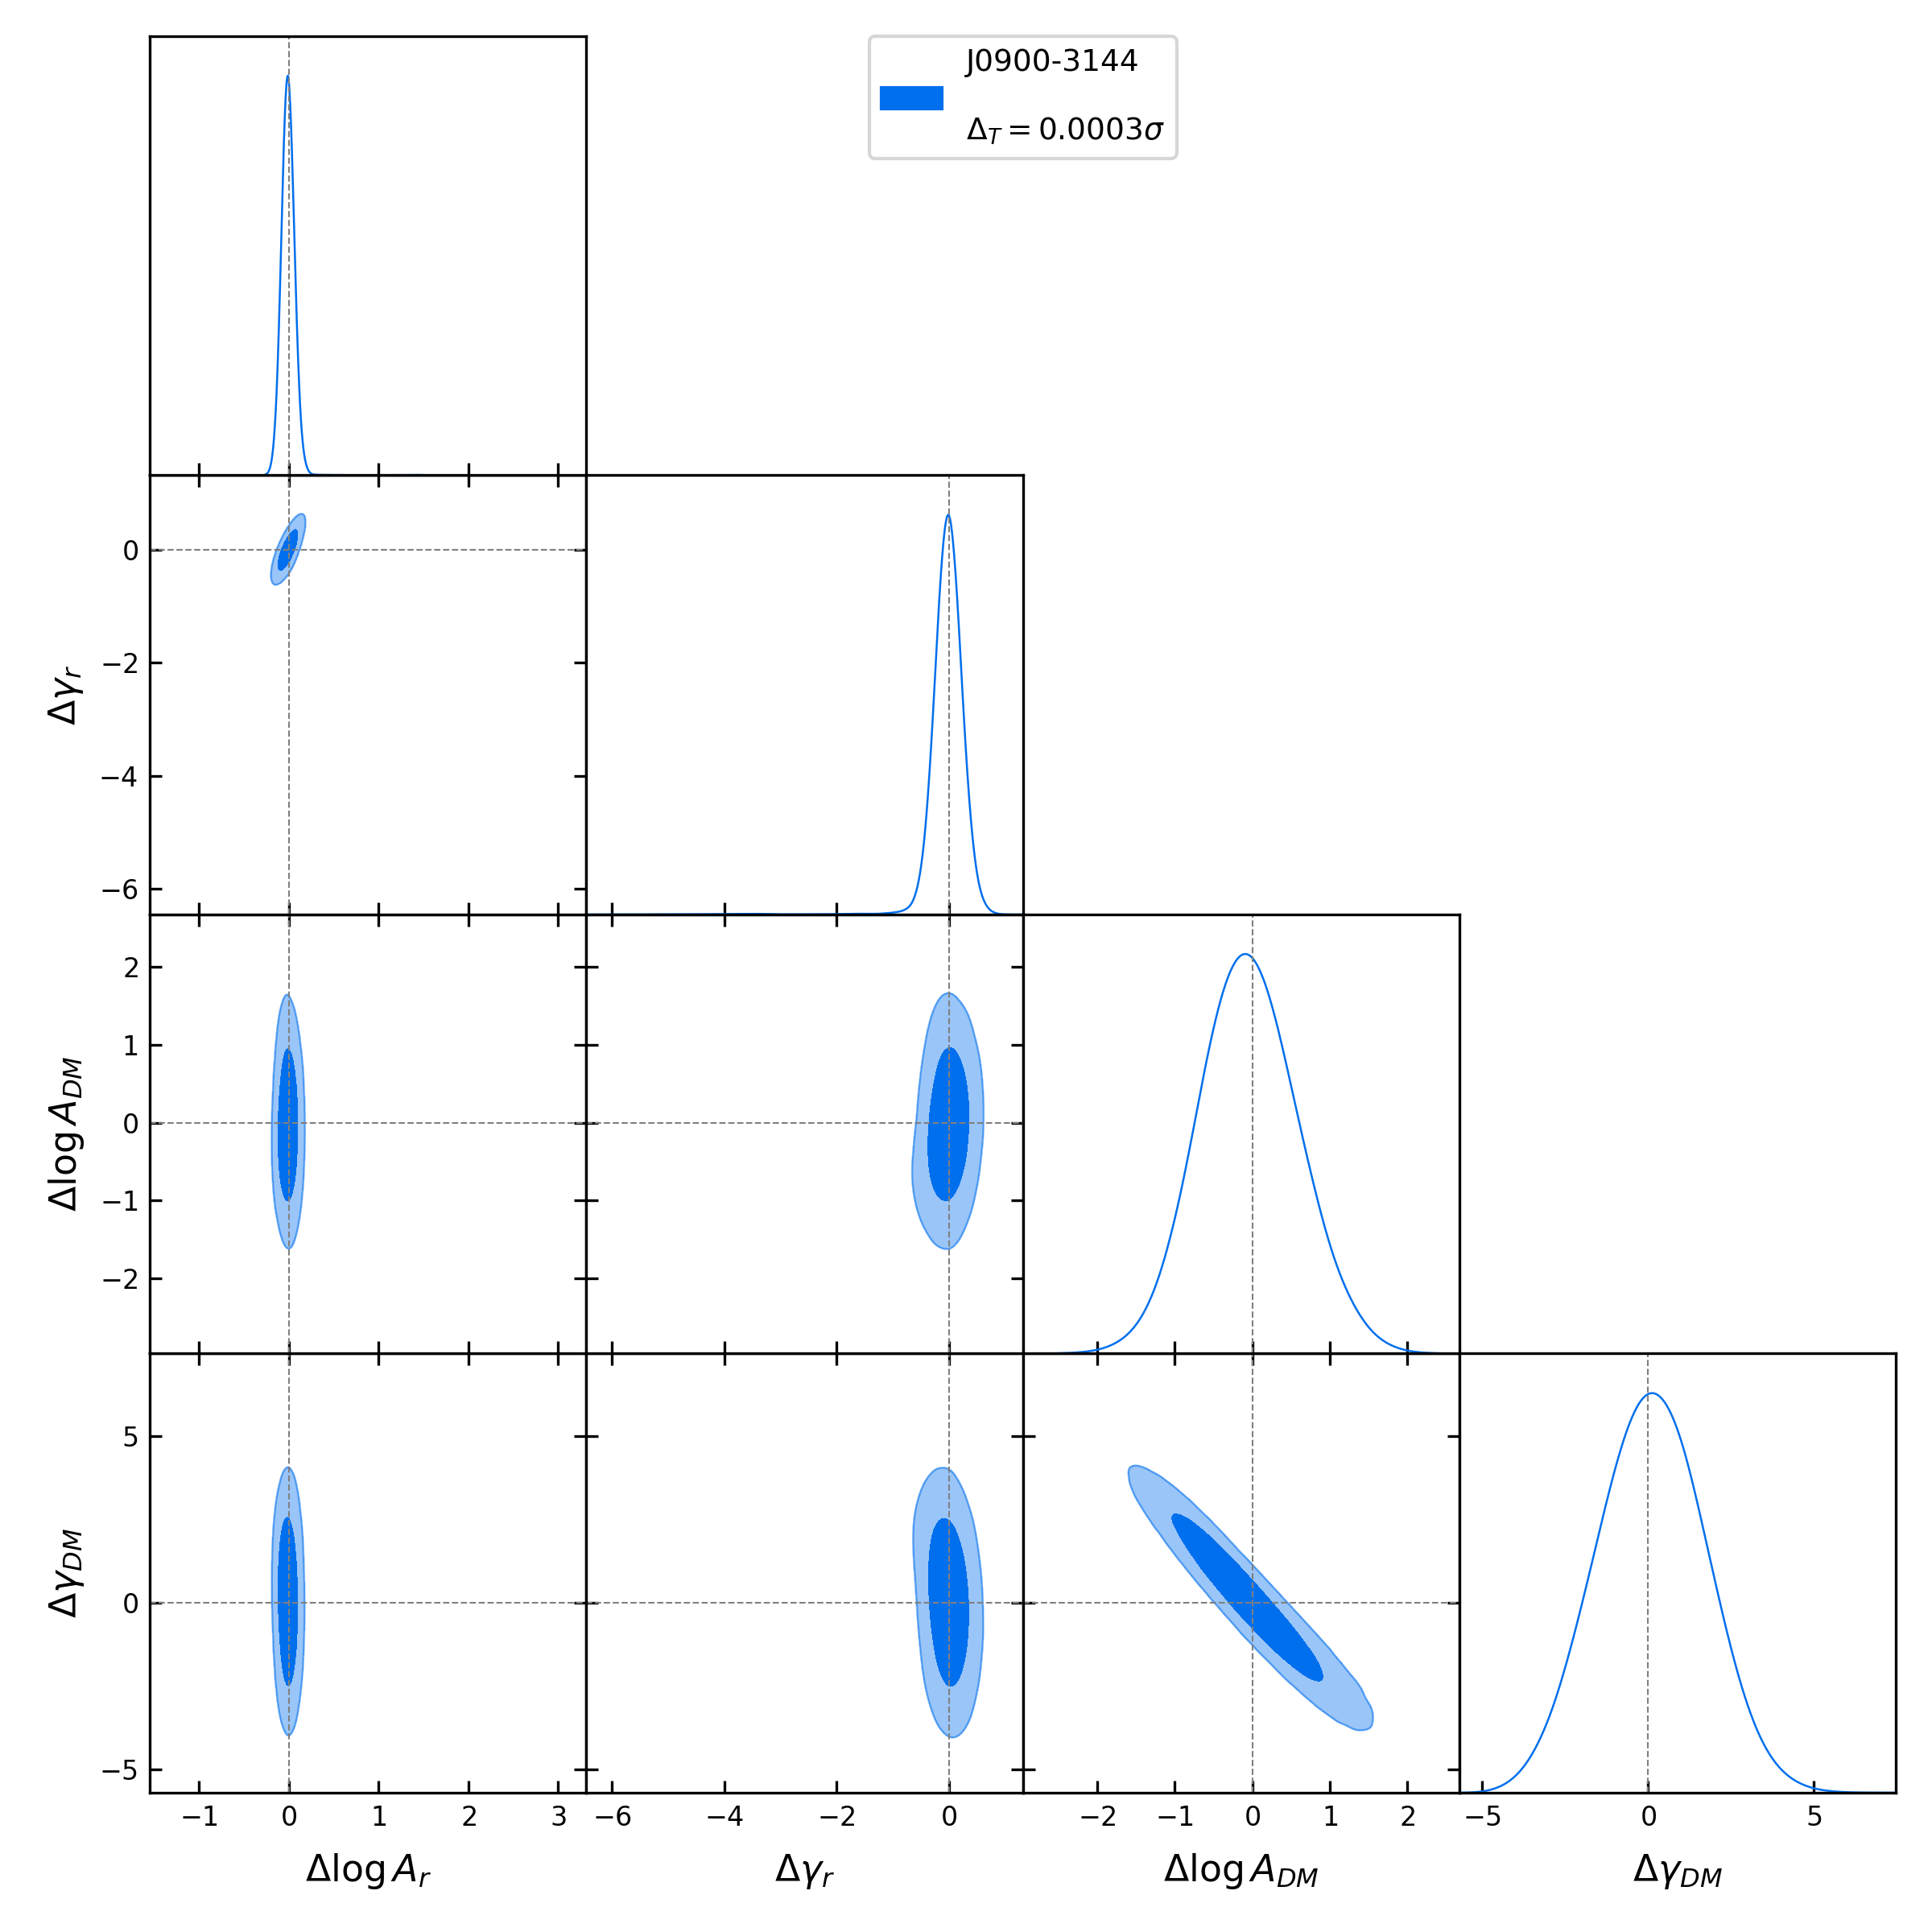 J0900-3144
Δ_T = 0.0003σ
Δγ_r
0
−2
−4
−6
Δlog A_DM
2
1
0
−1
−2
Δγ_DM
5
0
−5
−1 0 1 2 3
−6 −4 −2 0
−2 −1 0 1 2
−5 0 5
Δlog A_r
Δγ_r
Δlog A_DM
Δγ_DM